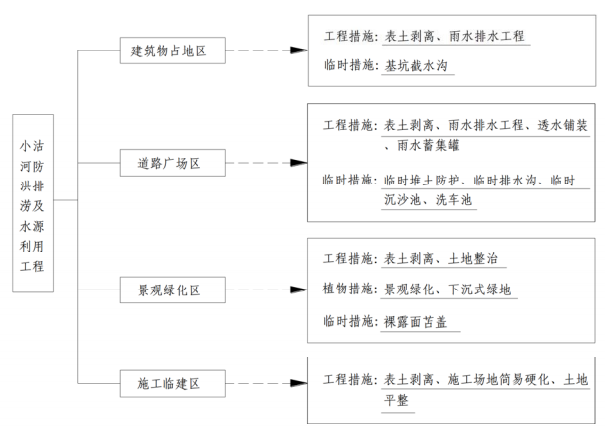 小沽
河防
洪排
涝及
水源
利用
工程
建筑物占地区
工程措施: 表土剥离、雨水排水工程
临时措施: 基坑截水沟
道路广场区
工程措施: 表土剥离、雨水排水工程、透水铺装
、雨水蓄集罐
临时措施: 临时堆土防护、临时排水沟、临时
沉沙池、洗车池
景观绿化区
工程措施: 表土剥离、土地整治
植物措施: 景观绿化、下沉式绿地
临时措施: 裸露面苫盖
施工临建区
工程措施: 表土剥离、施工场地简易硬化、土地
平整